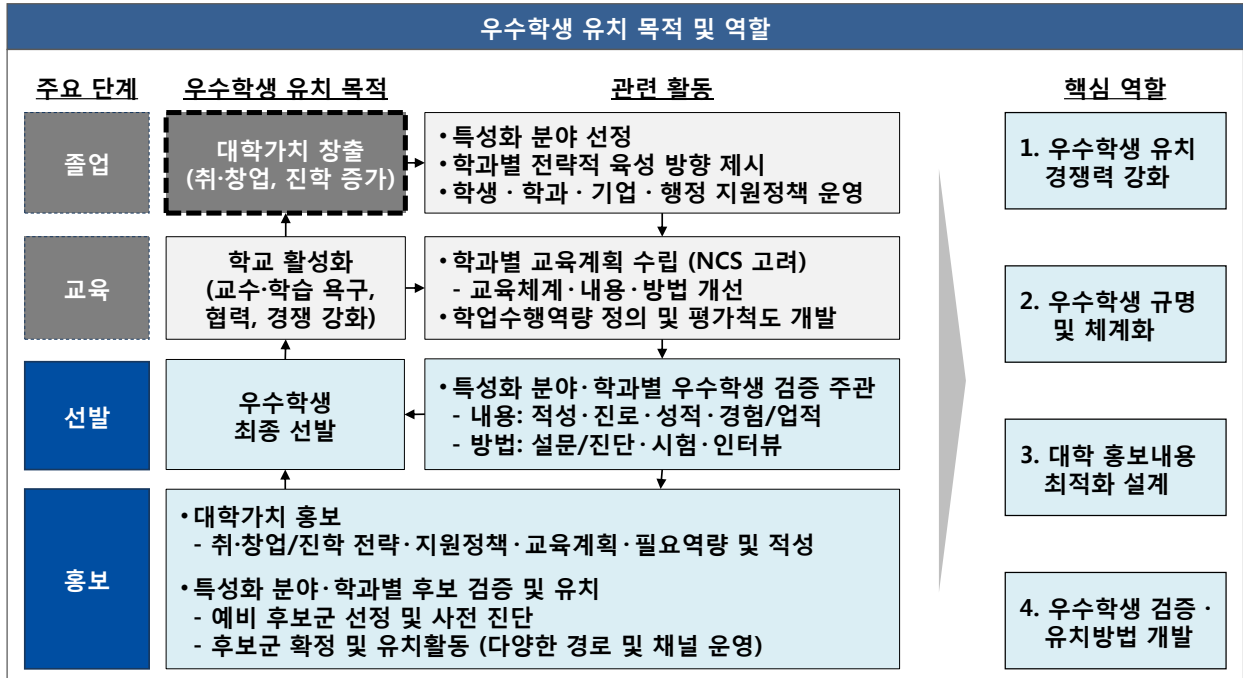 우수학생 유치 목적 및 역할
주요 단계
우수학생 유치 목적
관련 활동
핵심 역할
졸업
대학가치 창출
(취·창업, 진학 증가)
• 특성화 분야 선정
• 학과별 전략적 육성 방향 제시
• 학생 · 학과 · 기업 · 행정 지원정책 운영
교육
학교 활성화
(교수·학습 욕구,
협력, 경쟁 강화)
• 학과별 교육계획 수립 (NCS 고려)
- 교육체계·내용·방법 개선
• 학업수행역량 정의 및 평가척도 개발
선발
우수학생
최종 선발
• 특성화 분야·학과별 우수학생 검증 주관
- 내용: 적성·진로·성적·경험/업적
- 방법: 설문/진단·시험·인터뷰
홍보
• 대학가치 홍보
- 취·창업/진학 전략·지원정책·교육계획·필요역량 및 적성
• 특성화 분야·학과별 후보 검증 및 유치
- 예비 후보군 선정 및 사전 진단
- 후보군 확정 및 유치활동 (다양한 경로 및 채널 운영)
1. 우수학생 유치
경쟁력 강화
2. 우수학생 규명
및 체계화
3. 대학 홍보내용
최적화 설계
4. 우수학생 검증 ·
유치방법 개발